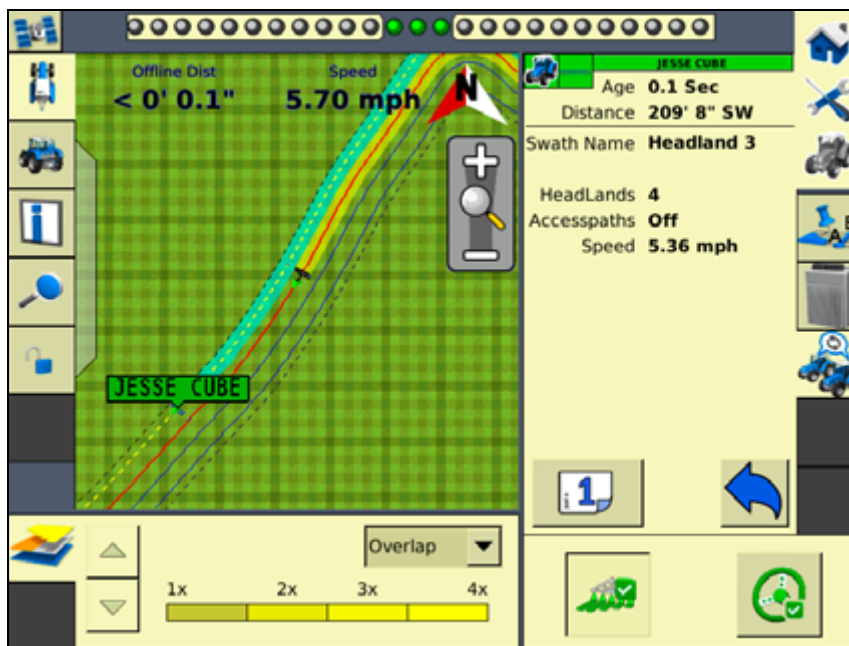 Offline Dist
< 0' 0.1"
Speed
5.70 mph
N
JESSE CUBE
JESSE CUBE
Age 0.1 Sec
Distance 209' 8" SW
Swath Name Headland 3
HeadLands 4
Accesspaths Off
Speed 5.36 mph
A
1
Overlap
1x 2x 3x 4x